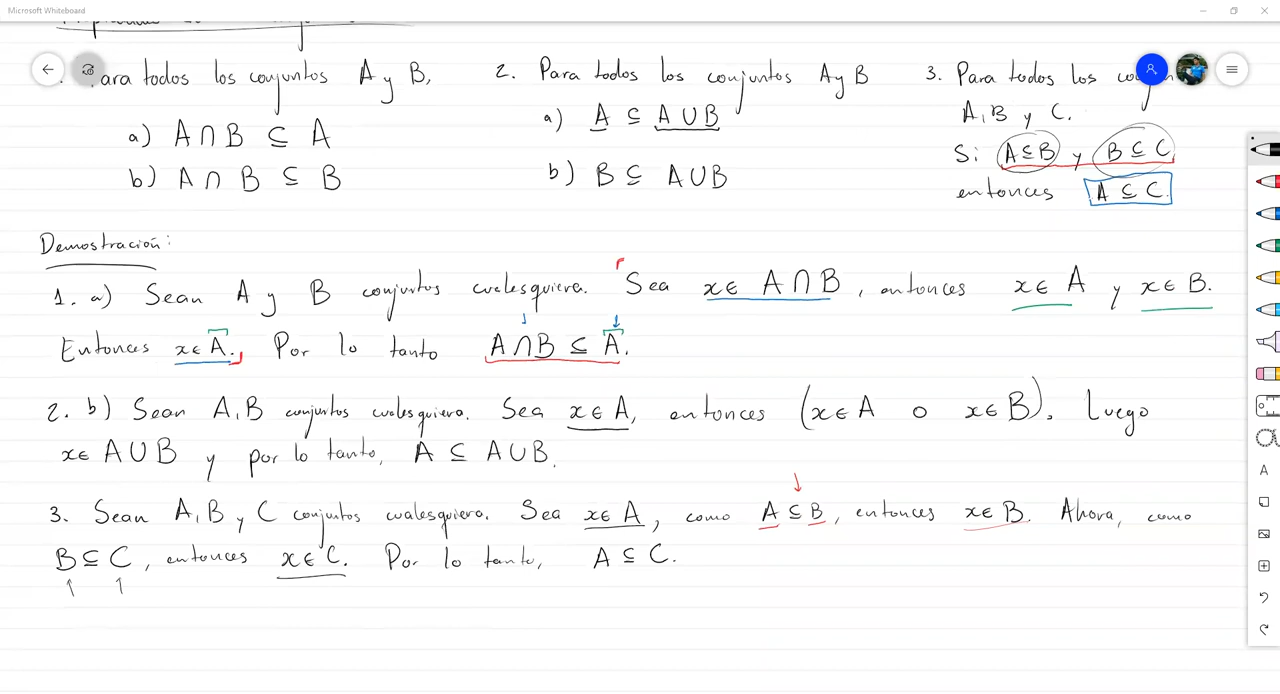 Microsoft Whiteboard
Para todos los conjuntos A y B,
a) A ∩ B ⊆ A
b) A ∩ B ⊆ B
2. Para todos los conjuntos A y B
a) A ⊆ A ∪ B
b) B ⊆ A ∪ B
3. Para todos los
A, B y C.
Si A ⊆ B y B ⊆ C
entonces A ⊆ C.
Demostración:
1. a) Sean A y B conjuntos cualesquiera. Sea x ∈ A ∩ B, entonces x ∈ A y x ∈ B.
Entonces x ∈ A. Por lo tanto A ∩ B ⊆ A.
2. b) Sean A, B conjuntos cualesquiera. Sea x ∈ A, entonces (x ∈ A o x ∈ B). Luego
x ∈ A ∪ B y por lo tanto, A ⊆ A ∪ B.
3. Sean A, B y C conjuntos cualesquiera. Sea x ∈ A, como A ⊆ B, entonces x ∈ B. Ahora, como
B ⊆ C, entonces x ∈ C. Por lo tanto, A ⊆ C.